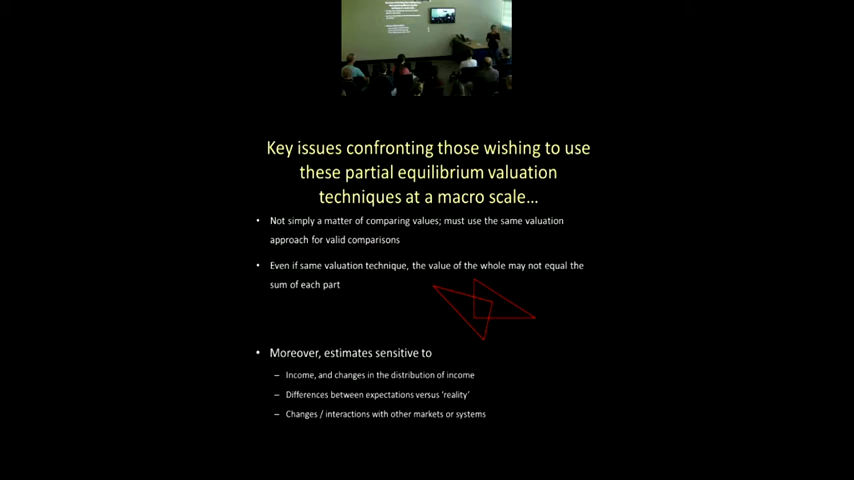 Key issues confronting those wishing to use
these partial equilibrium valuation
techniques at a macro scale...
• Not simply a matter of comparing values; must use the same valuation
approach for valid comparisons
• Even if same valuation technique, the value of the whole may not equal the
sum of each part
• Moreover, estimates sensitive to
– Income, and changes in the distribution of income
– Differences between expectations versus 'reality'
– Changes / interactions with other markets or systems